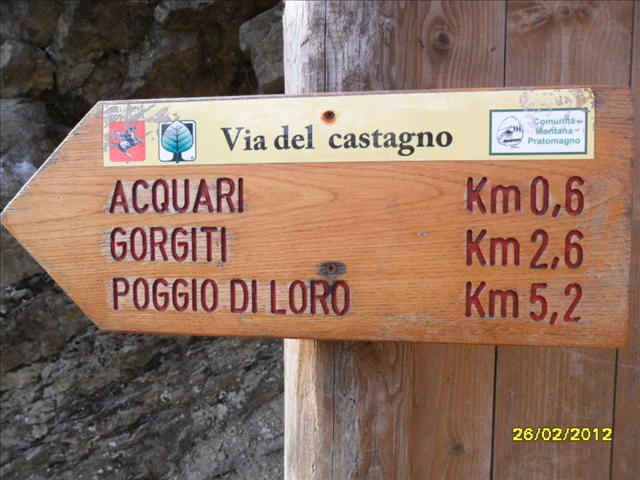 Via del castagno
Comunità
Montana
Pratomagno
ACQUARI Km 0,6
GORGITI Km 2,6
POGGIO DI LORO Km 5,2
26/02/2012